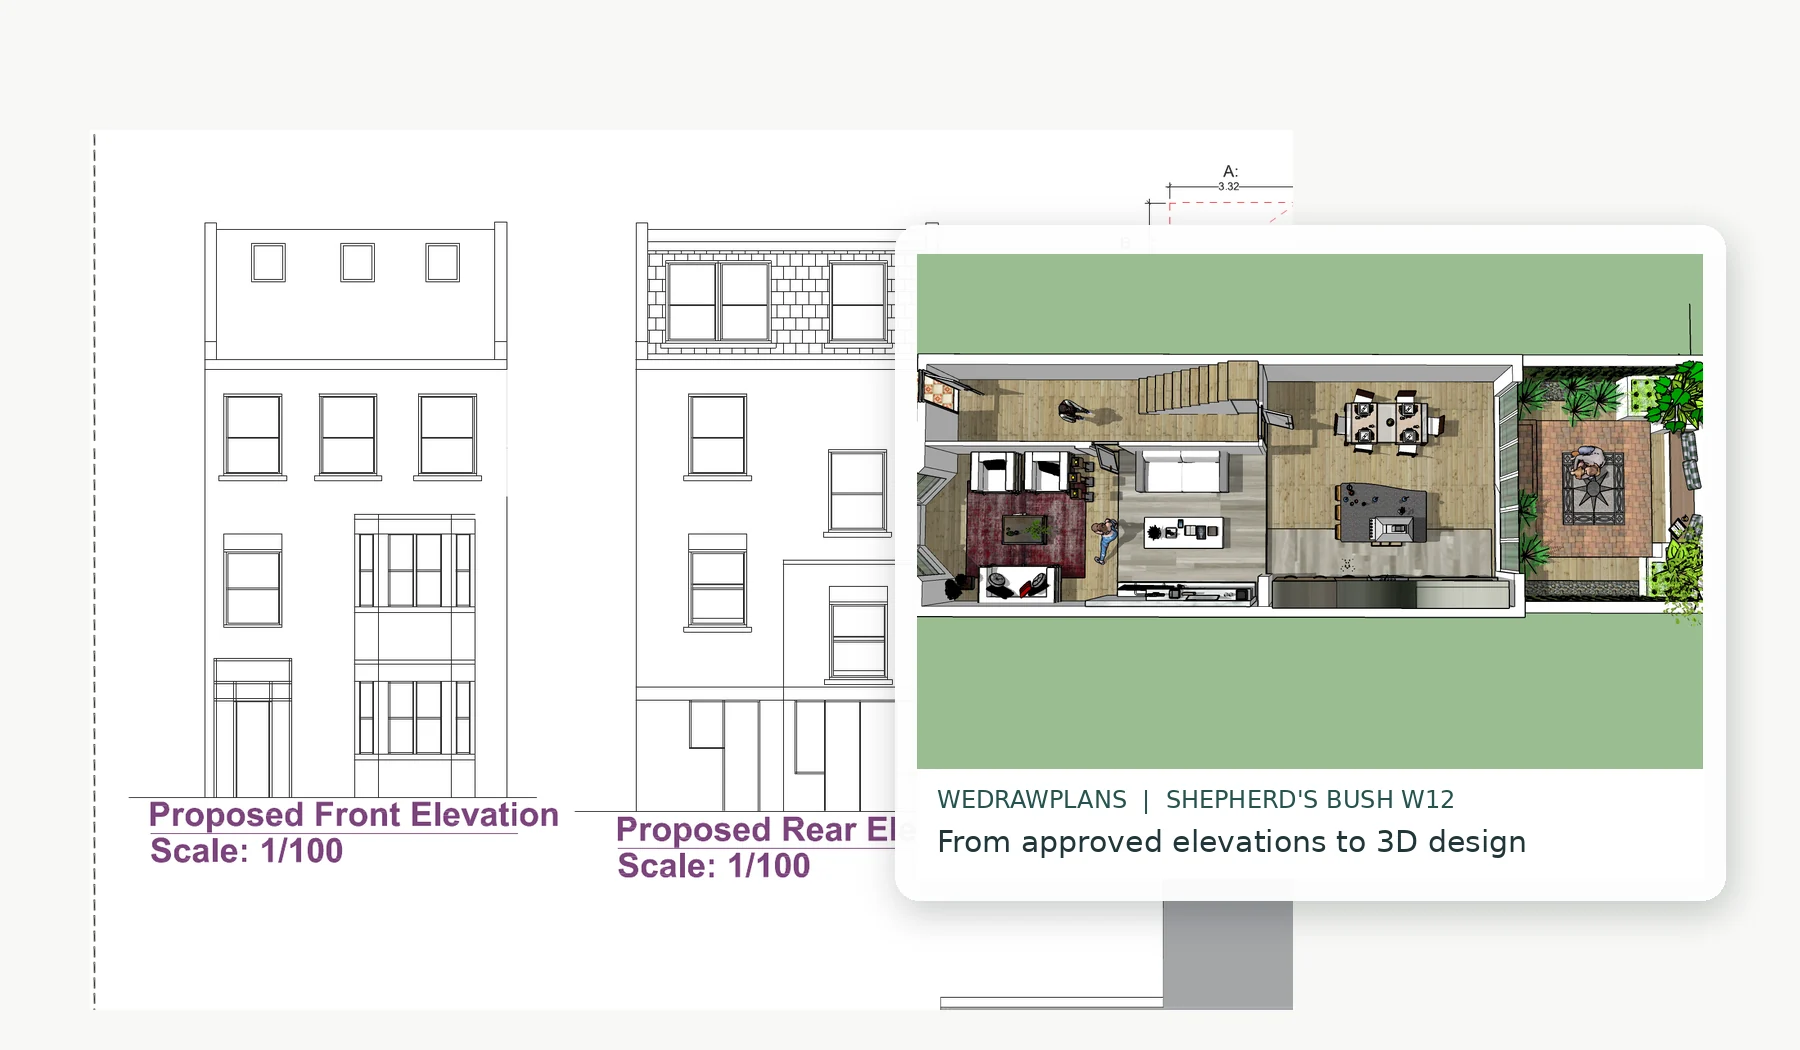 A:
3.32
Proposed Front Elevation
Scale: 1/100
Proposed Rear Ele
Scale: 1/100
WEDRAWPLANS | SHEPHERD'S BUSH W12
From approved elevations to 3D design